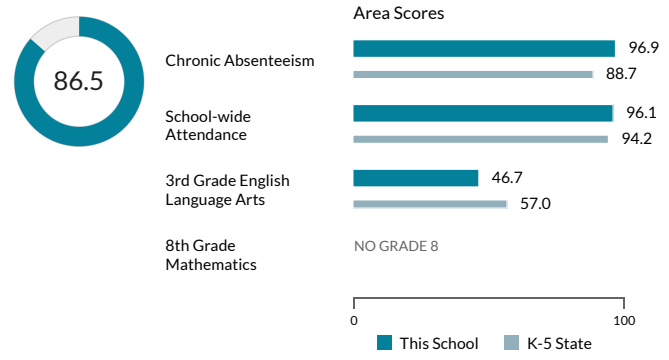 Area Scores
86.5
Chronic Absenteeism
96.9
88.7
School-wide
Attendance
96.1
94.2
3rd Grade English
Language Arts
46.7
57.0
8th Grade
Mathematics
NO GRADE 8
0
100
This School
K-5 State